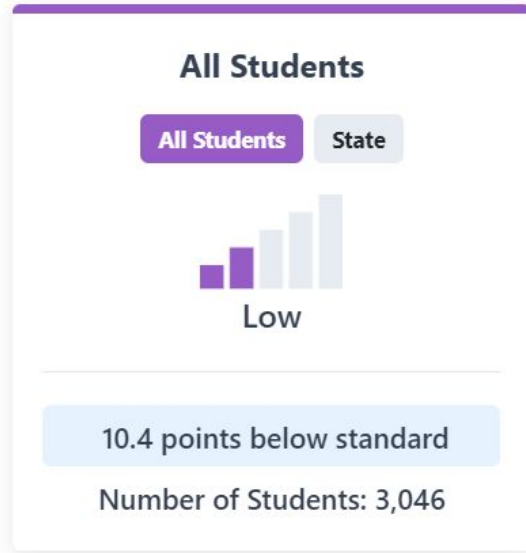 All Students
All Students State
Low
10.4 points below standard
Number of Students: 3,046